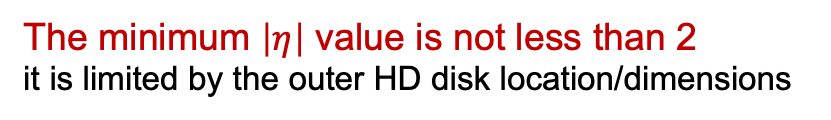 The minimum |η| value is not less than 2
it is limited by the outer HD disk location/dimensions